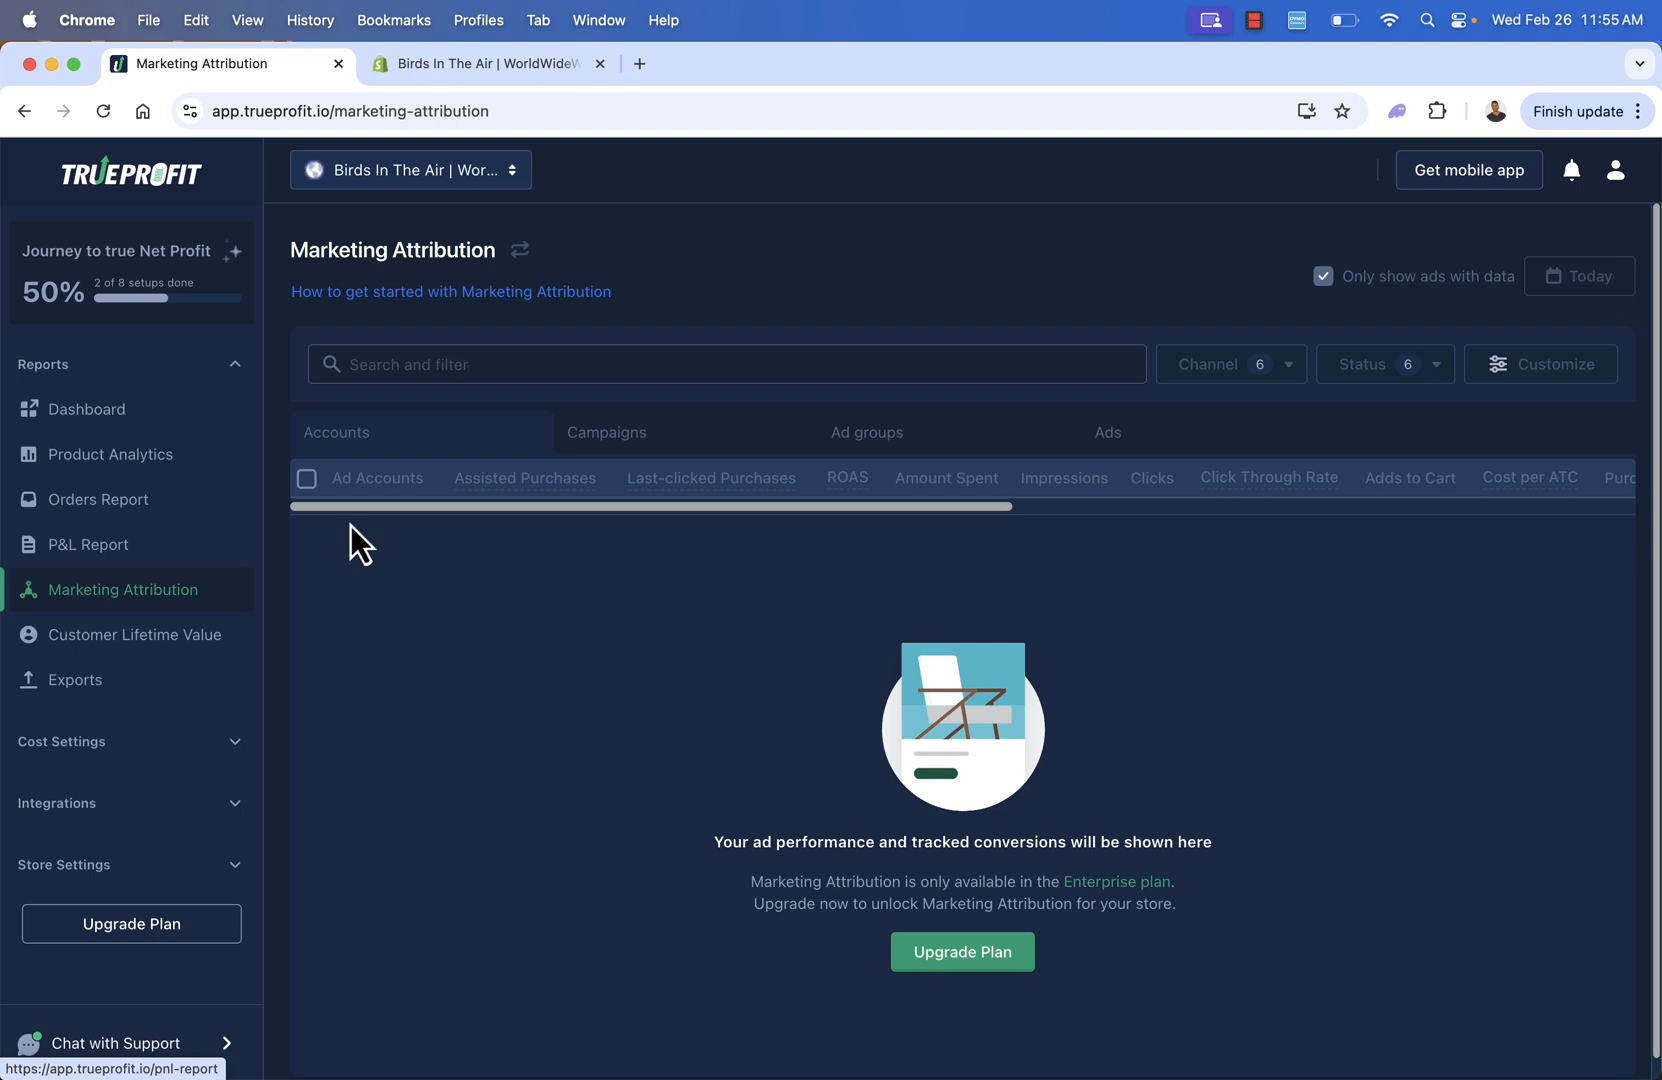 Chrome File Edit View History Bookmarks Profiles Tab Window Help
DYMO
Wed Feb 26 11:55 AM
Marketing Attribution
Birds In The Air | WorldWideW
app.trueprofit.io/marketing-attribution
Finish update
TRUEPROFIT
Birds In The Air | Wor...
Get mobile app
Journey to true Net Profit
50%
2 of 8 setups done
Marketing Attribution
How to get started with Marketing Attribution
Only show ads with data
Today
Reports
Dashboard
Product Analytics
Orders Report
P&L Report
Marketing Attribution
Customer Lifetime Value
Exports
Cost Settings
Integrations
Store Settings
Upgrade Plan
Chat with Support
https://app.trueprofit.io/pnl-report
Search and filter
Channel 6
Status 6
Customize
Accounts Campaigns Ad groups Ads
Ad Accounts Assisted Purchases Last-clicked Purchases ROAS Amount Spent Impressions Clicks Click Through Rate Adds to Cart Cost per ATC Purc
Your ad performance and tracked conversions will be shown here
Marketing Attribution is only available in the Enterprise plan.
Upgrade now to unlock Marketing Attribution for your store.
Upgrade Plan